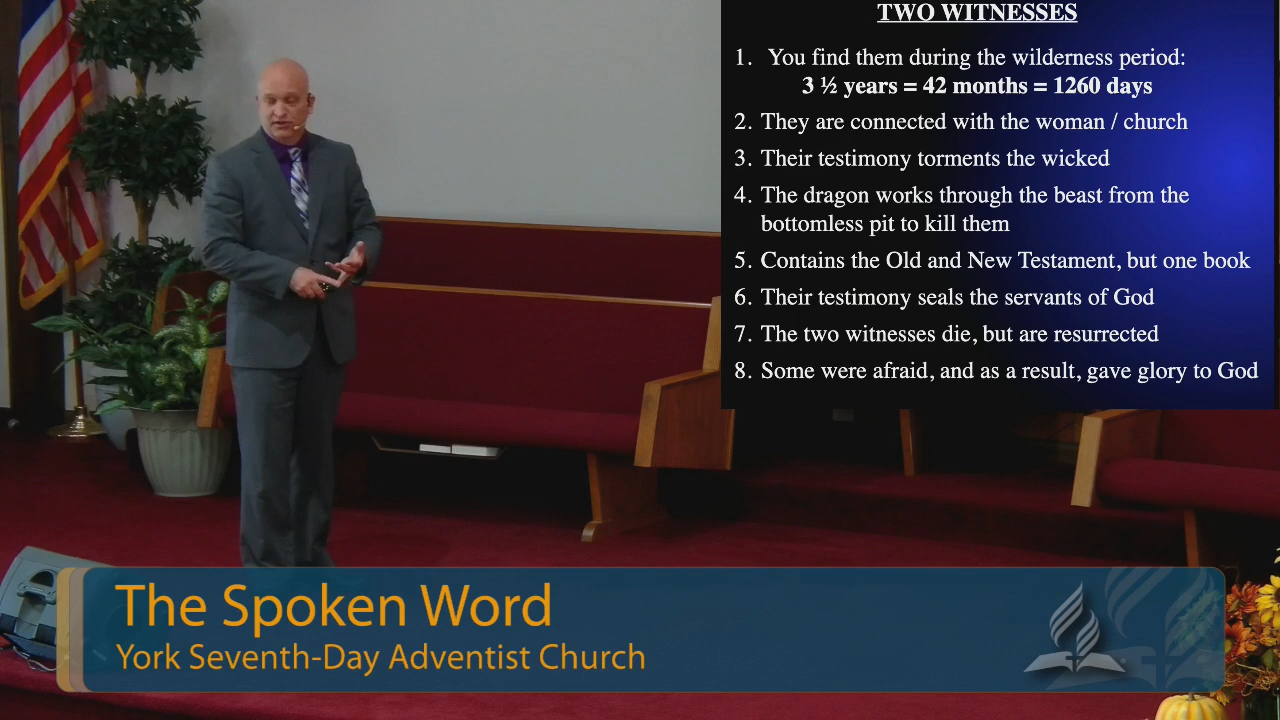 TWO WITNESSES
1. You find them during the wilderness period:
3 ½ years = 42 months = 1260 days
2. They are connected with the woman / church
3. Their testimony torments the wicked
4. The dragon works through the beast from the
bottomless pit to kill them
5. Contains the Old and New Testament, but one book
6. Their testimony seals the servants of God
7. The two witnesses die, but are resurrected
8. Some were afraid, and as a result, gave glory to God
The Spoken Word
York Seventh-Day Adventist Church